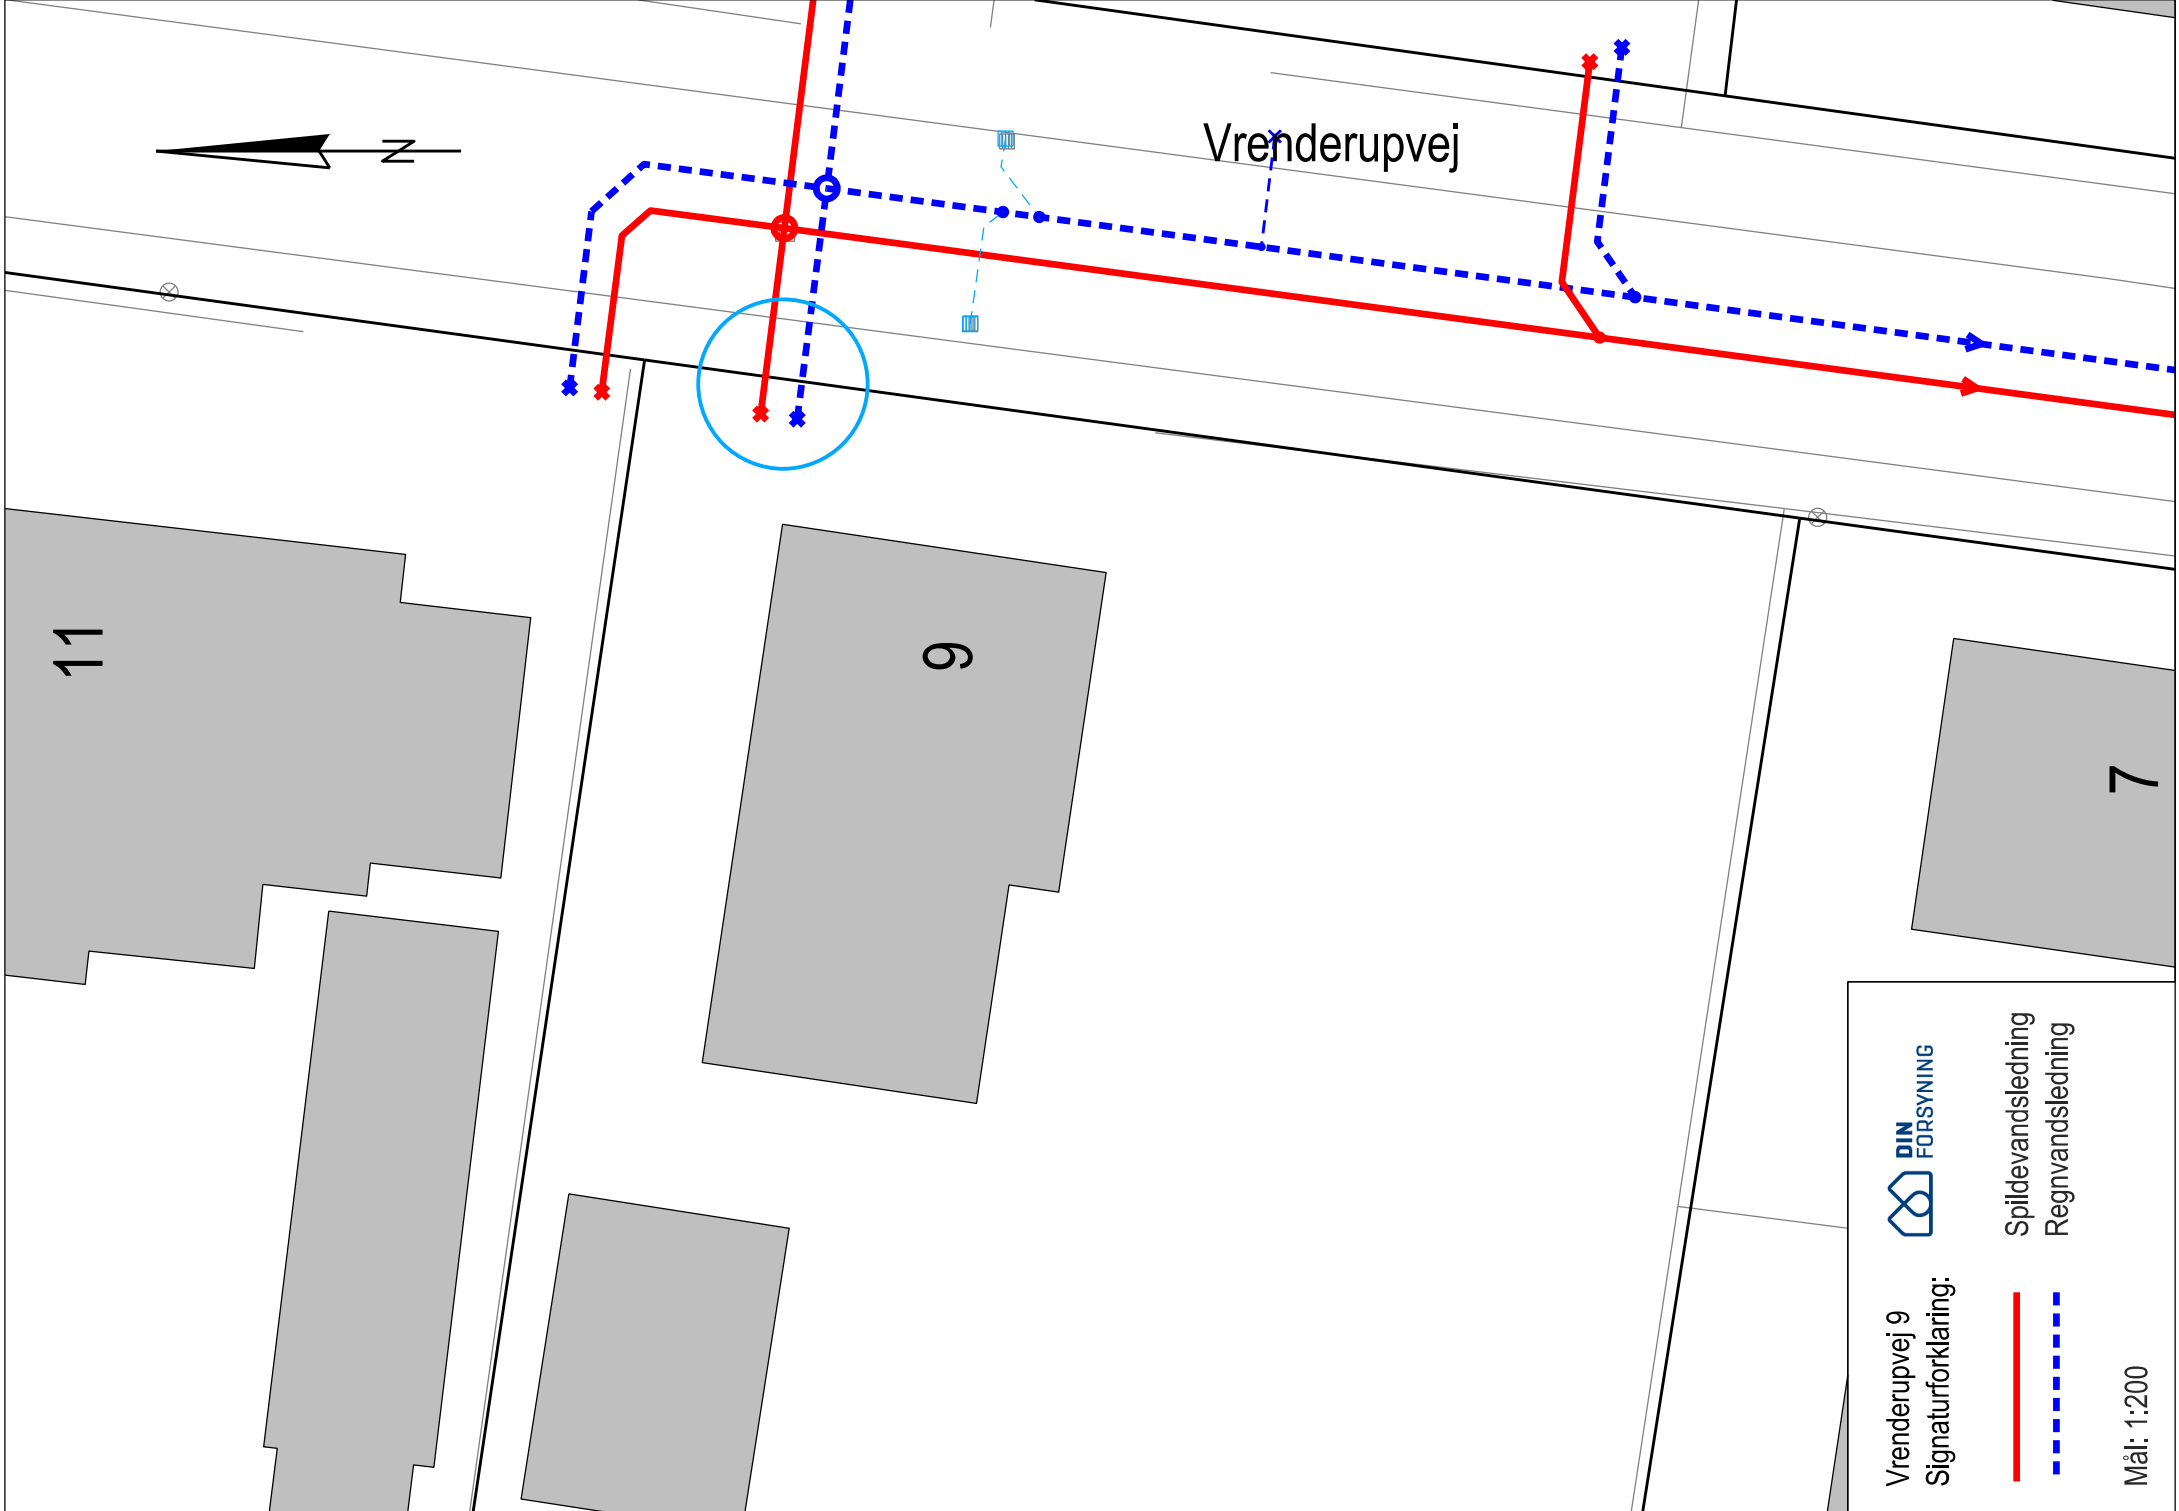 N
Vrenderupvej
11
9
7
Vrenderupvej 9
Signaturforklaring:
DIN
FORSYNING
Spildevandsledning
Regnvandsledning
Mål: 1:200